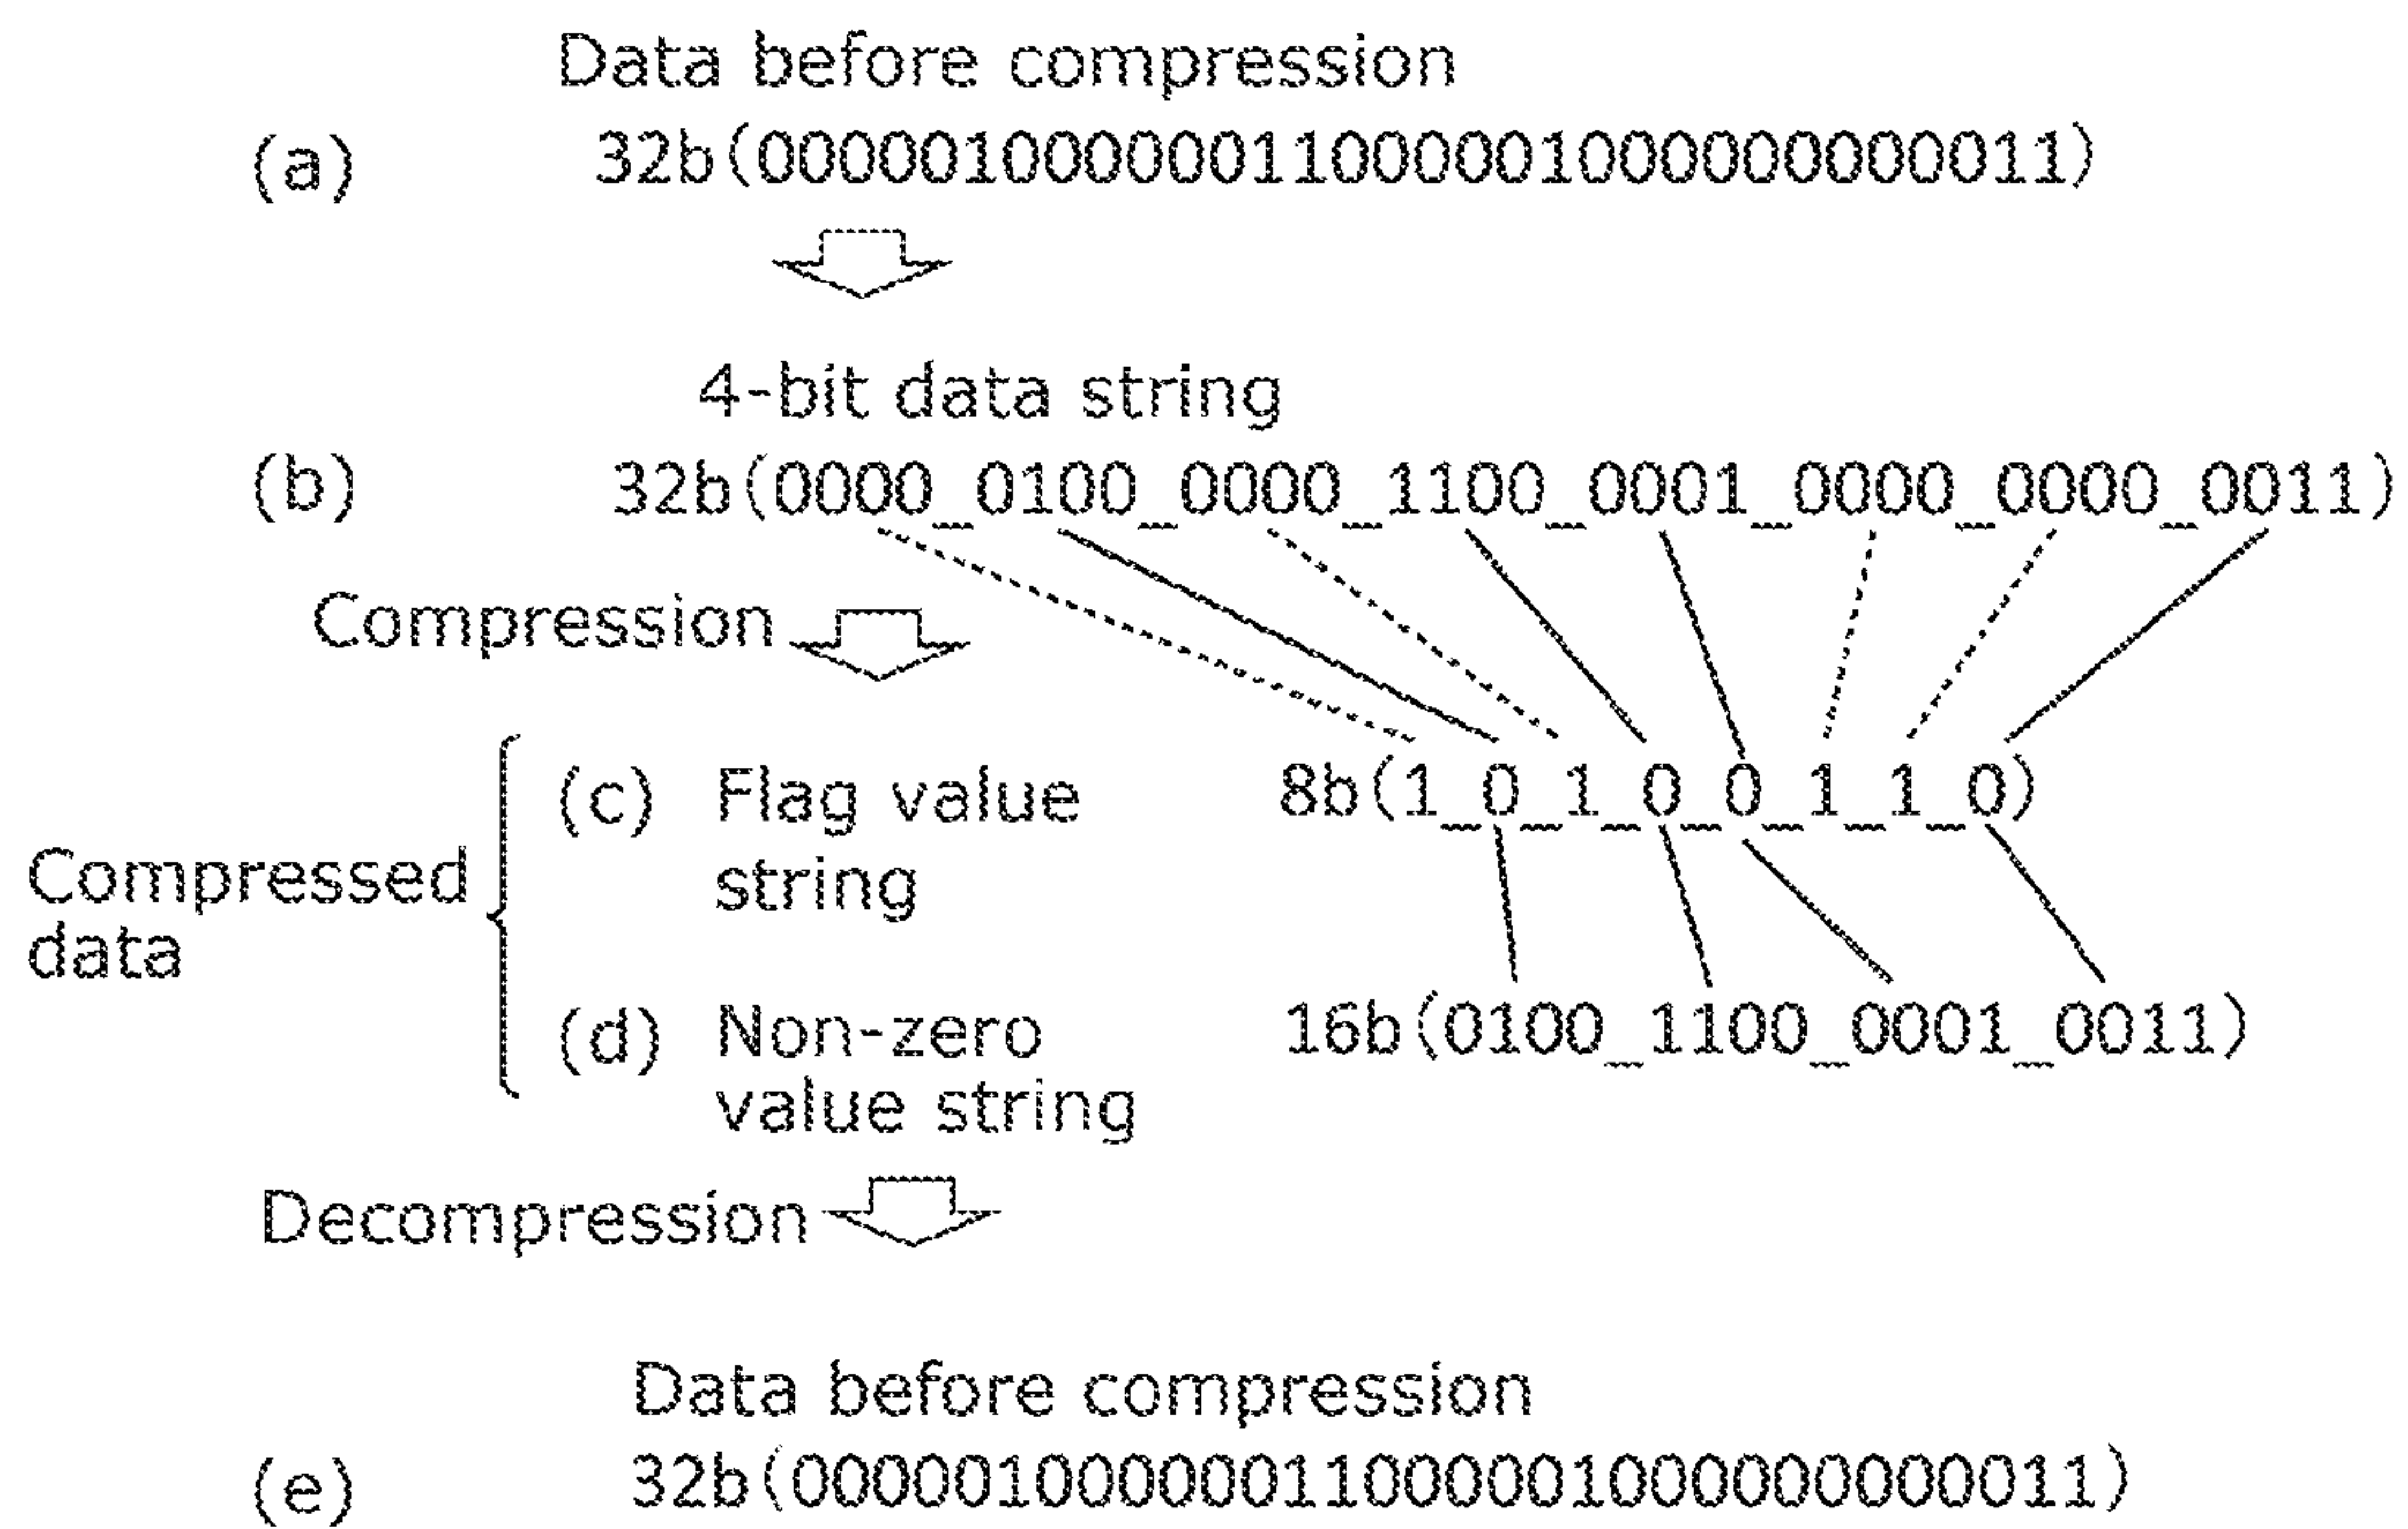 Data before compression
(a) 32b(00000100000011000001000000000011)
4-bit data string
(b) 32b(0000_0100_0000_1100_0001_0000_0000_0011)
Compression
Compressed
data
(c) Flag value
string
8b(1_0_1_0_0_1_1_0)
(d) Non-zero
value string
16b(0100_1100_0001_0011)
Decompression
Data before compression
(e) 32b(00000100000011000001000000000011)